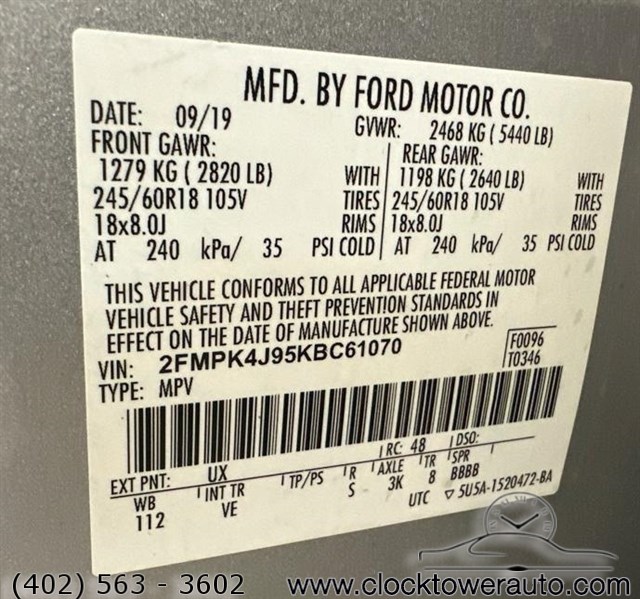 MFD. BY FORD MOTOR CO.
DATE: 09/19
GVWR: 2468 KG ( 5440 LB)
FRONT GAWR:
REAR GAWR:
1279 KG ( 2820 LB) WITH
1198 KG ( 2640 LB) WITH
245/60R18 105V TIRES
245/60R18 105V TIRES
18x8.0J RIMS
18x8.0J RIMS
AT 240 kPa/ 35 PSI COLD
AT 240 kPa/ 35 PSI COLD
THIS VEHICLE CONFORMS TO ALL APPLICABLE FEDERAL MOTOR
VEHICLE SAFETY AND THEFT PREVENTION STANDARDS IN
EFFECT ON THE DATE OF MANUFACTURE SHOWN ABOVE.
VIN: 2FMPK4J95KBC61070
F0096
TYPE: MPV
T0346
EXT PNT: UX RC: 48 DSO:
WB INT TR TP/PS R AXLE TR SPR
112 VE S 3K 8 BBBB
UTC ▽ 5U5A-1520472-BA
(402) 563 - 3602 www.clocktowerauto.com